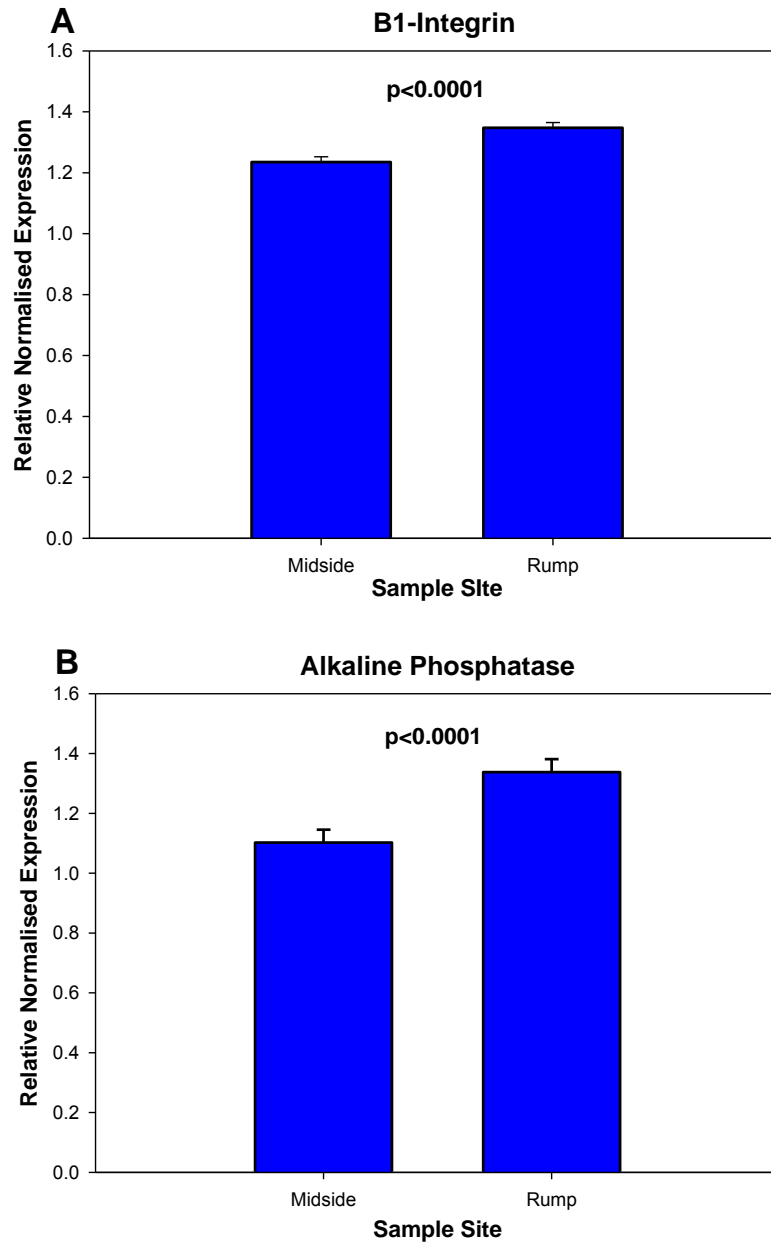 A
B1-Integrin
1.6
1.4
1.2
1.0
0.8
0.6
0.4
0.2
0.0
Relative Normalised Expression
p<0.0001
Midside Rump
Sample SIte
B
Alkaline Phosphatase
1.6
1.4
1.2
1.0
0.8
0.6
0.4
0.2
0.0
Relative Normalised Expression
p<0.0001
Midside Rump
Sample Site